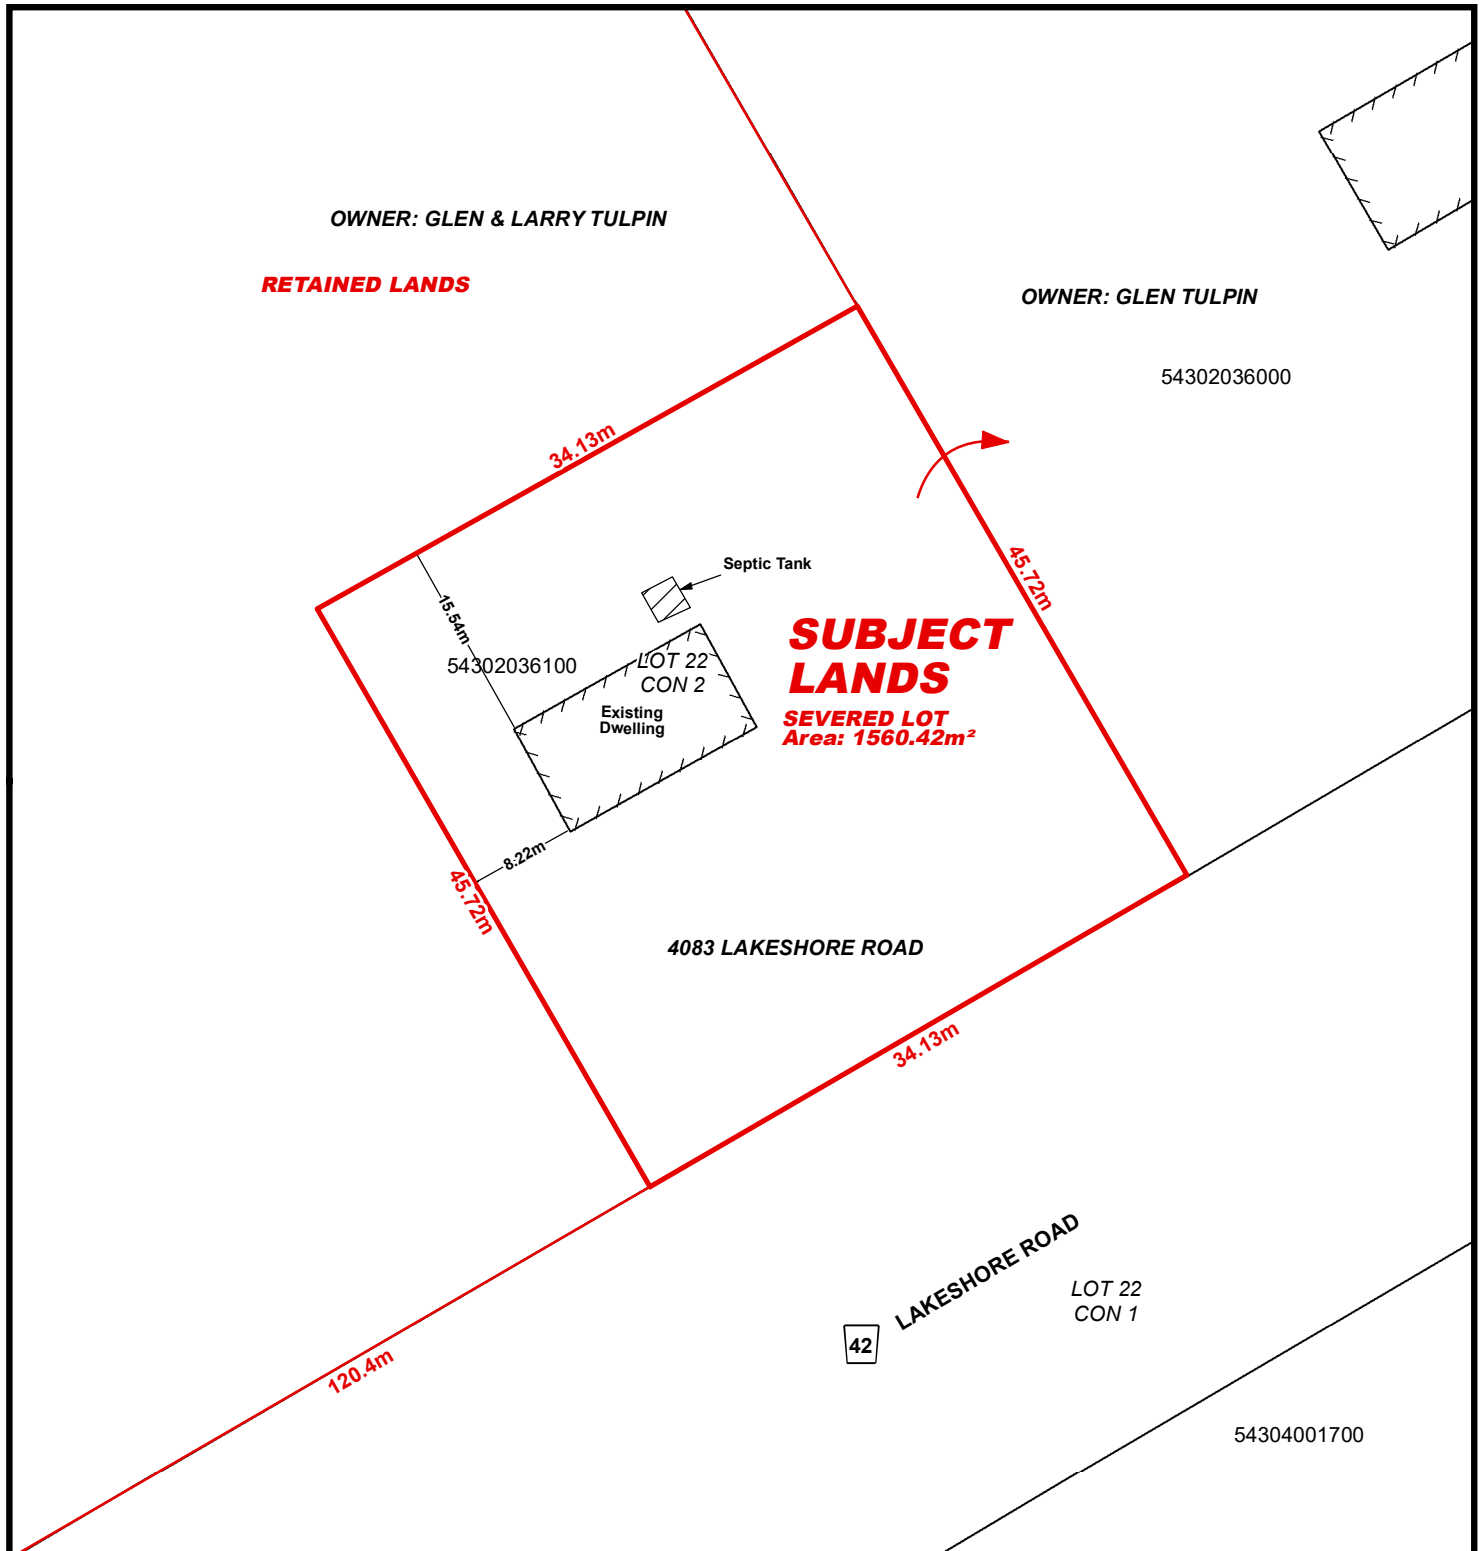 OWNER: GLEN & LARRY TULPIN
RETAINED LANDS
OWNER: GLEN TULPIN
54302036000
34.13m
45.72m
Septic Tank
15.54m
SUBJECT
LANDS
54302036100
LOT 22
CON 2
Existing
Dwelling
SEVERED LOT
Area: 1560.42m²
8.22m
45.72m
4083 LAKESHORE ROAD
34.13m
LAKESHORE ROAD
42
LOT 22
CON 1
120.4m
54304001700